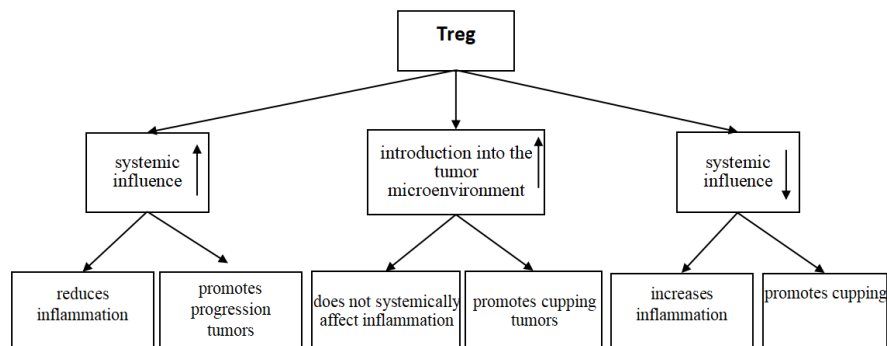 Treg
systemic
influence
introduction into the
tumor
microenvironment
systemic
influence
reduces
inflammation
promotes
progression
tumors
does not systemically
affect inflammation
promotes cupping
tumors
increases
inflammation
promotes cupping